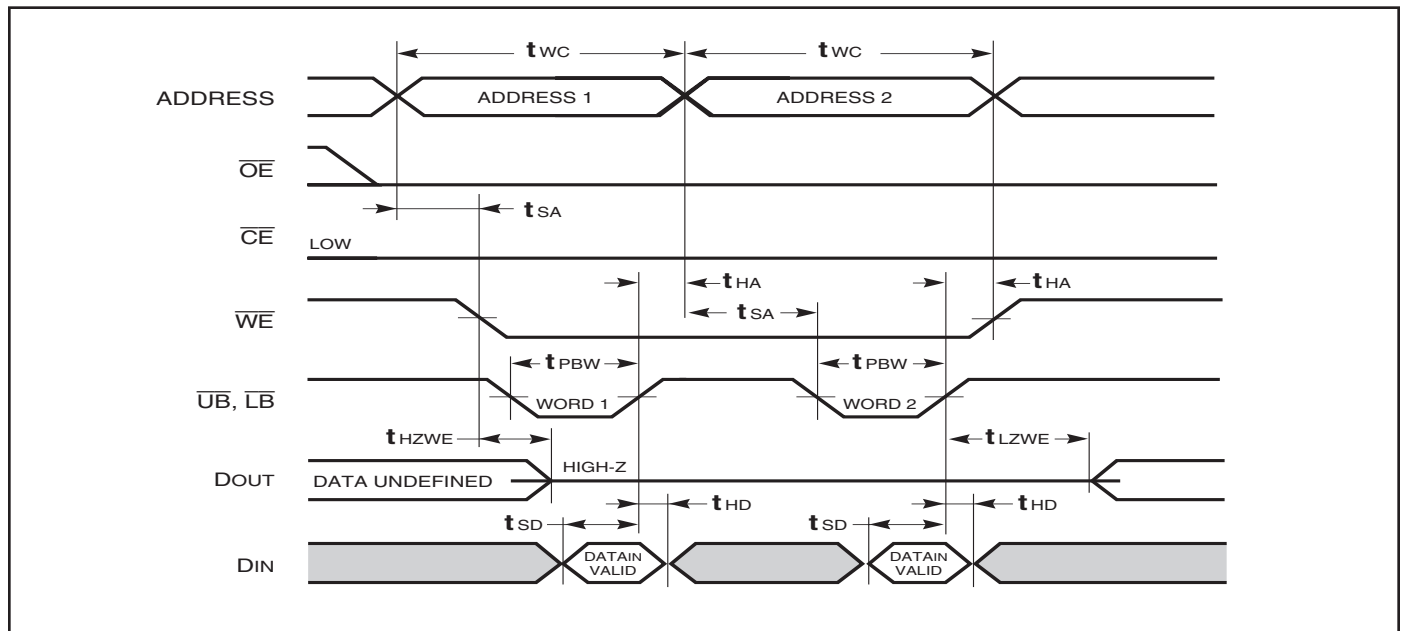 tWC tWC
ADDRESS ADDRESS 1 ADDRESS 2
OE
tSA
CE LOW
tHA tHA
WE tSA
tPBW tPBW
UB, LB WORD 1 WORD 2
tHZWE tLZWE
DOUT DATA UNDEFINED HIGH-Z
tHD tHD
tSD tSD
DIN DATAIN VALID DATAIN VALID